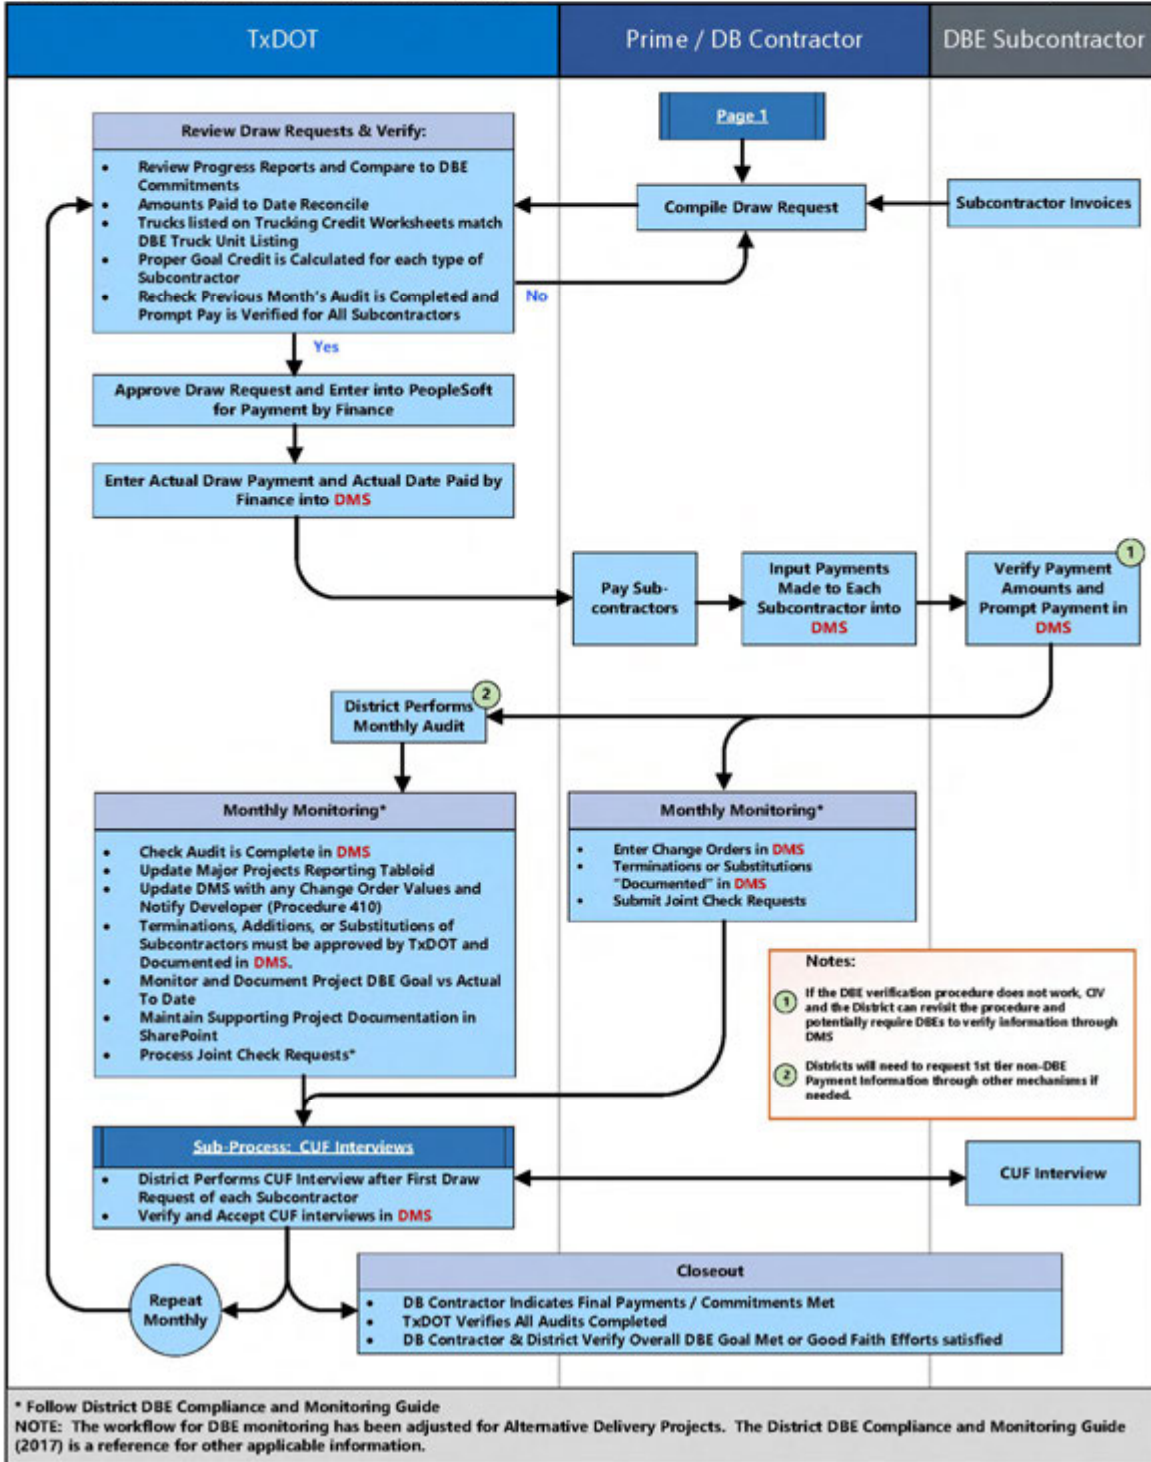 TxDOT
Prime / DB Contractor
DBE Subcontractor
Page 1
Review Draw Requests & Verify:
• Review Progress Reports and Compare to DBE
Commitments
• Amounts Paid to Date Reconcile
• Trucks listed on Trucking Credit Worksheets match
DBE Truck Unit Listing
• Proper Goal Credit is Calculated for each type of
Subcontractor
• Recheck Previous Month's Audit is Completed and
Prompt Pay is Verified for All Subcontractors
Compile Draw Request
Subcontractor Invoices
No
Yes
Approve Draw Request and Enter into PeopleSoft
for Payment by Finance
Enter Actual Draw Payment and Actual Date Paid by
Finance into DMS
Pay Sub-
contractors
Input Payments
Made to Each
Subcontractor into
DMS
1
Verify Payment
Amounts and
Prompt Payment in
DMS
2
District Performs
Monthly Audit
Monthly Monitoring*
• Check Audit is Complete in DMS
• Update Major Projects Reporting Tabloid
• Update DMS with any Change Order Values and
Notify Developer (Procedure 410)
• Terminations, Additions, or Substitutions of
Subcontractors must be approved by TxDOT and
Documented in DMS.
• Monitor and Document Project DBE Goal vs Actual
To Date
• Maintain Supporting Project Documentation in
SharePoint
• Process Joint Check Requests*
Monthly Monitoring*
• Enter Change Orders in DMS
• Terminations or Substitutions
"Documented" in DMS
• Submit Joint Check Requests
Notes:
1 If the DBE verification procedure does not work, CIV
and the District can revisit the procedure and
potentially require DBEs to verify information through
DMS
2 Districts will need to request 1st tier non-DBE
Payment Information through other mechanisms if
needed.
Sub-Process: CUF Interviews
• District Performs CUF Interview after First Draw
Request of each Subcontractor
• Verify and Accept CUF interviews in DMS
CUF Interview
Repeat
Monthly
Closeout
• DB Contractor Indicates Final Payments / Commitments Met
• TxDOT Verifies All Audits Completed
• DB Contractor & District Verify Overall DBE Goal Met or Good Faith Efforts satisfied
* Follow District DBE Compliance and Monitoring Guide
NOTE: The workflow for DBE monitoring has been adjusted for Alternative Delivery Projects. The District DBE Compliance and Monitoring Guide
(2017) is a reference for other applicable information.